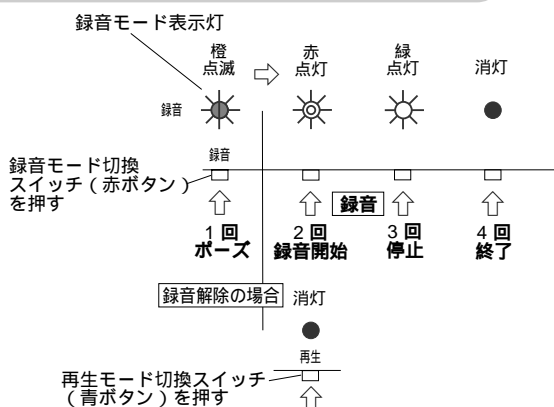 録音モード表示灯
橙
点滅
赤
点灯
緑
点灯
消灯
録音
録音
録音モード切換
スイッチ（赤ボタン）
を押す
録音
1 回
ポーズ
2 回
録音開始
3 回
停止
4 回
終了
録音解除の場合
消灯
再生
再生モード切換スイッチ
（青ボタン）を押す